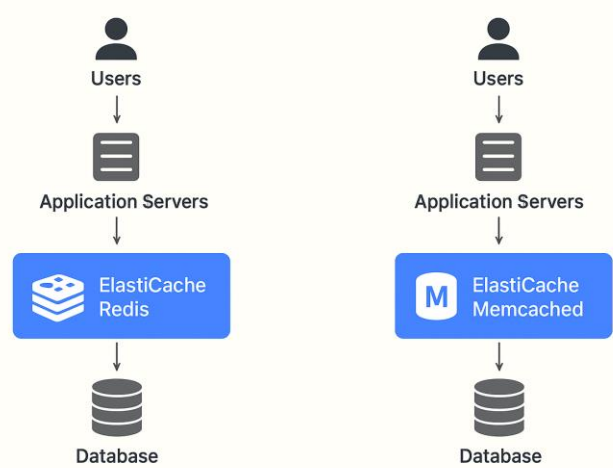 Users
Application Servers
ElastiCache
Redis
Database
Users
Application Servers
M
ElastiCache
Memcached
Database